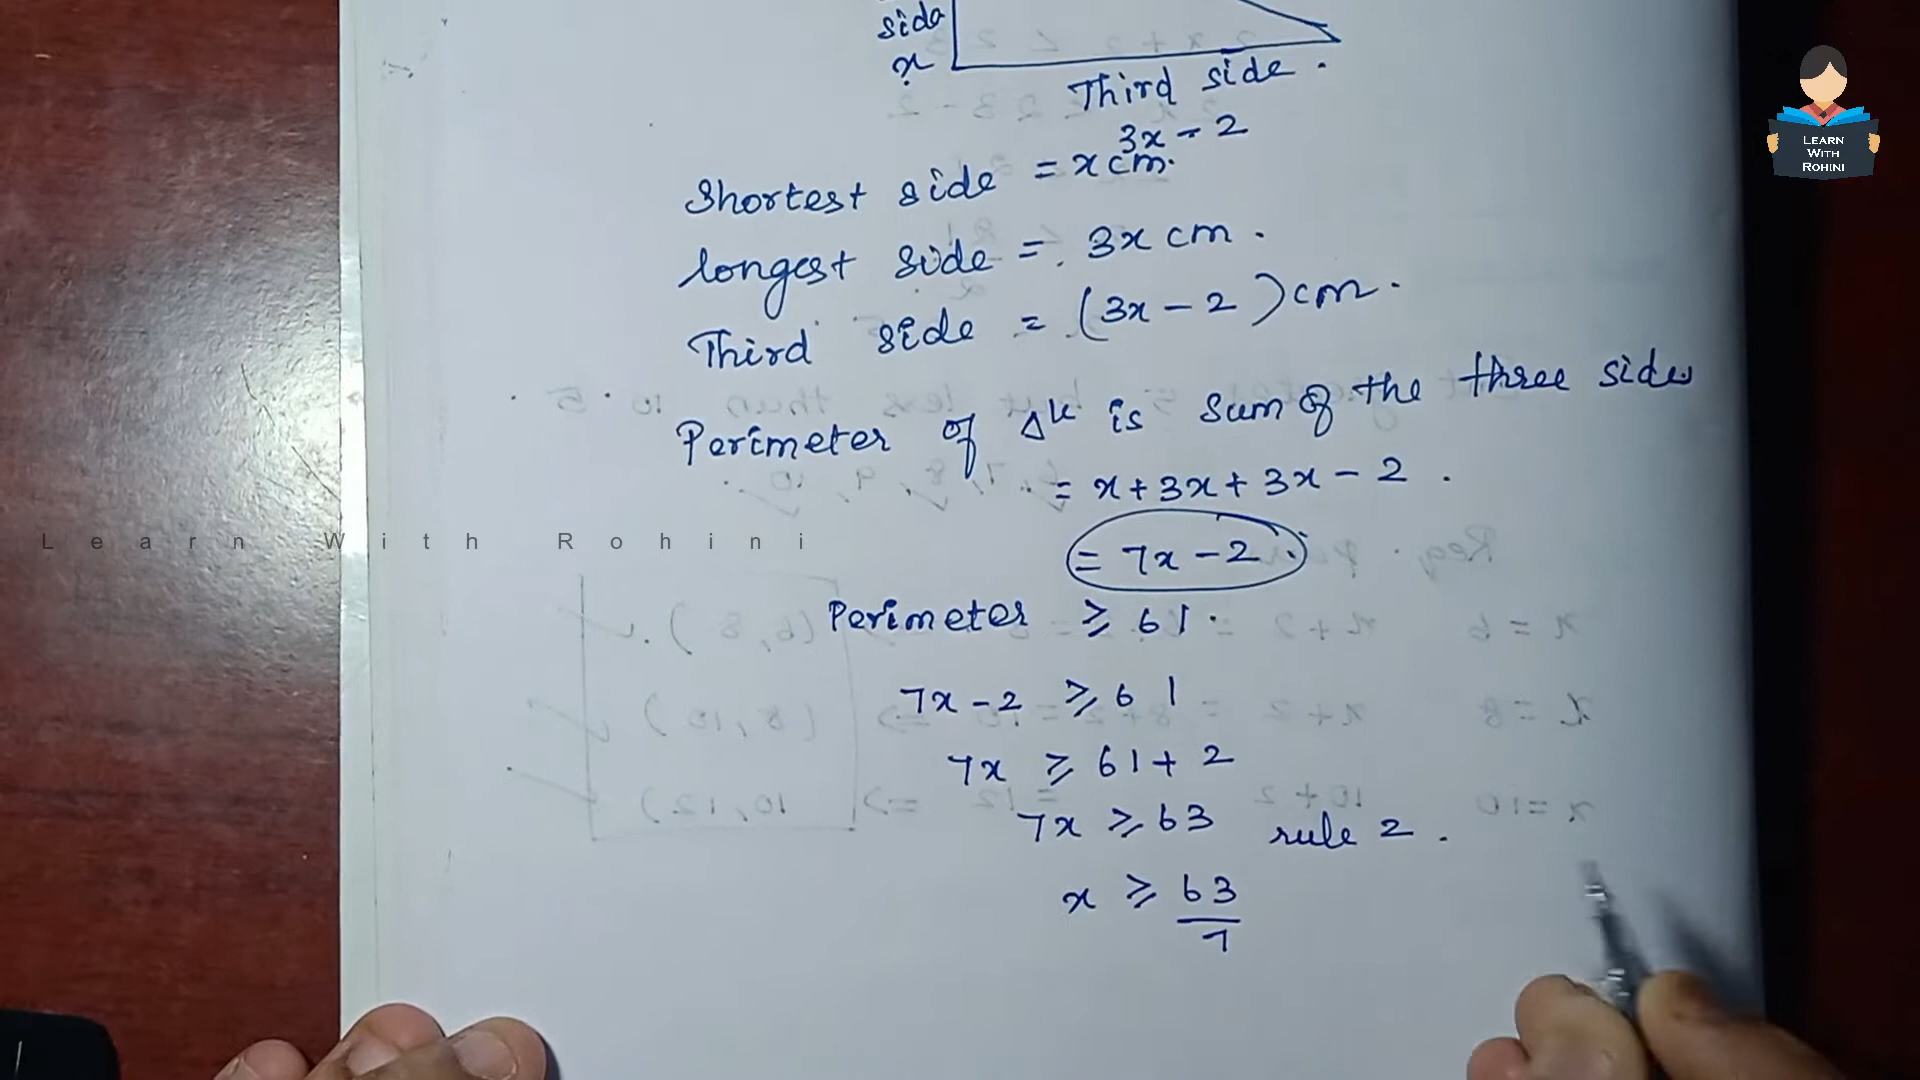 side
x
Third side.
3x - 2
Shortest side = x cm.
longest side = 3x cm.
Third side = (3x - 2) cm.
Perimeter of Δle is sum of the three sides
= x + 3x + 3x - 2.
= 7x - 2.
Perimeter ≥ 61.
7x - 2 ≥ 61
7x ≥ 61 + 2
7x ≥ 63 rule 2.
x ≥ 63
7
Learn With Rohini
LEARN
WITH
ROHINI